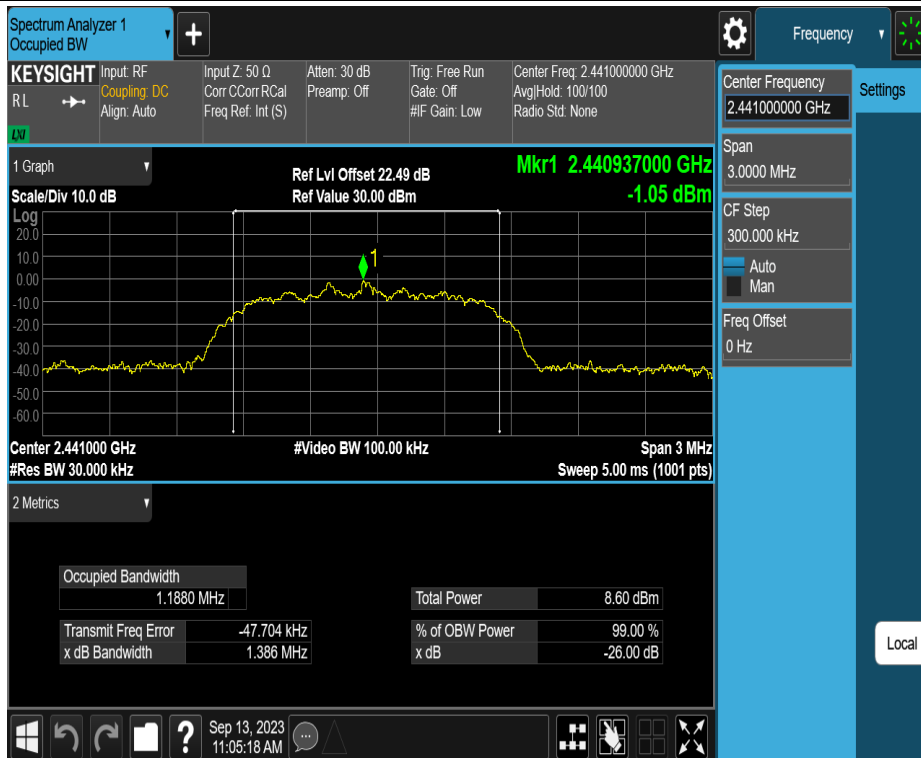 Spectrum Analyzer 1
Occupied BW
+
Frequency
KEYSIGHT
R L
LXI
Input: RF
Coupling: DC
Align: Auto
Input Z: 50 Ω
Corr CCorr RCal
Freq Ref: Int (S)
Atten: 30 dB
Preamp: Off
Trig: Free Run
Gate: Off
#IF Gain: Low
Center Freq: 2.441000000 GHz
Avg|Hold: 100/100
Radio Std: None
Center Frequency
2.441000000 GHz
Settings
Span
3.0000 MHz
CF Step
300.000 kHz
Auto
Man
Freq Offset
0 Hz
Local
1 Graph
Scale/Div 10.0 dB
Ref Lvl Offset 22.49 dB
Ref Value 30.00 dBm
Mkr1 2.440937000 GHz
-1.05 dBm
Log
20.0
10.0
0.00
-10.0
-20.0
-30.0
-40.0
-50.0
-60.0
1
Center 2.441000 GHz
#Video BW 100.00 kHz
Span 3 MHz
#Res BW 30.000 kHz
Sweep 5.00 ms (1001 pts)
2 Metrics
Occupied Bandwidth
1.1880 MHz
Total Power 8.60 dBm
Transmit Freq Error -47.704 kHz
% of OBW Power 99.00 %
x dB Bandwidth 1.386 MHz
x dB -26.00 dB
?
Sep 13, 2023
11:05:18 AM